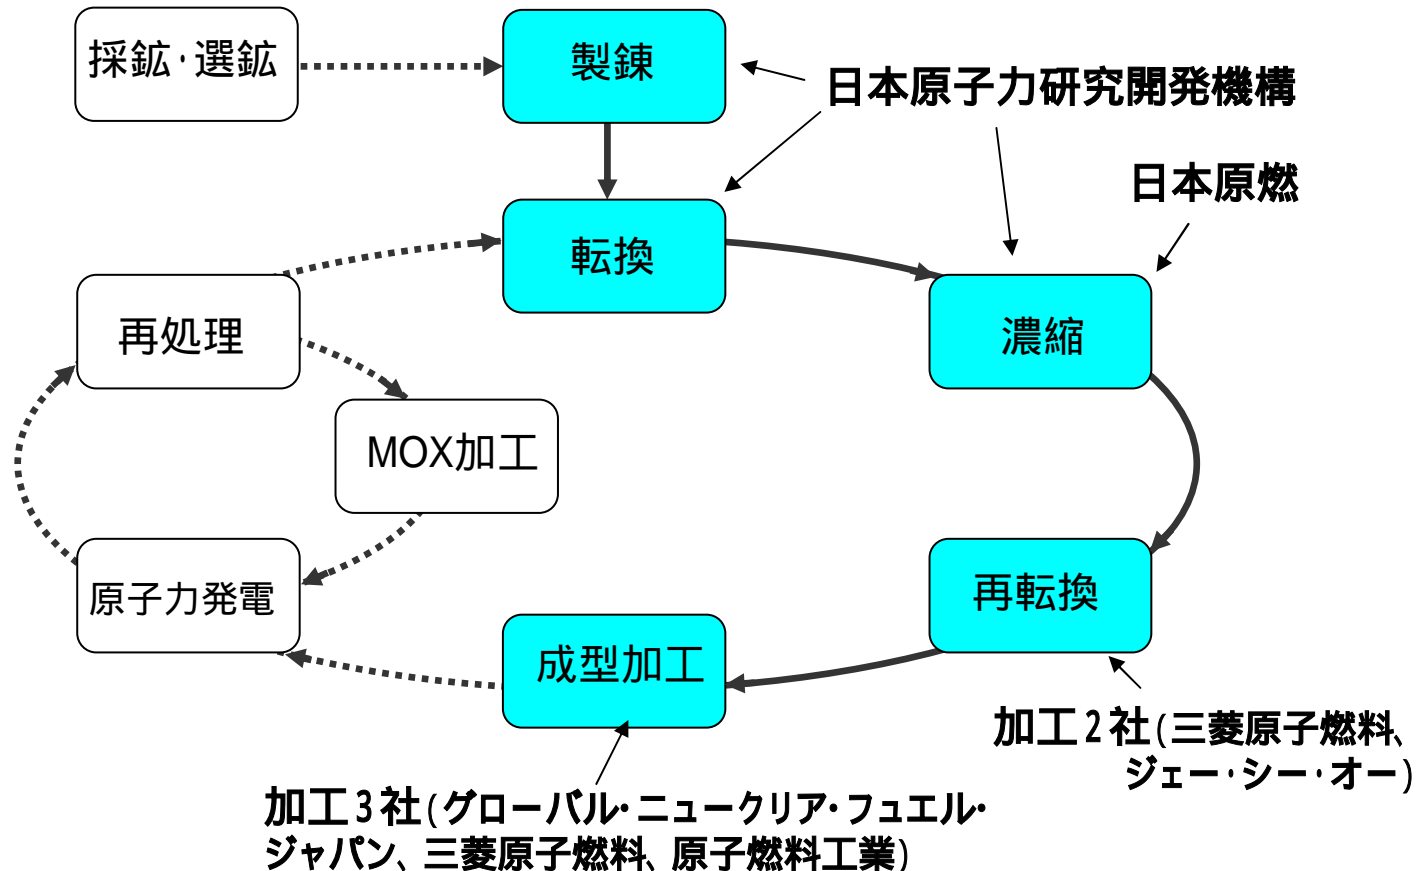 採鉱・選鉱
製錬
日本原子力研究開発機構
日本原燃
転換
再処理
濃縮
MOX加工
原子力発電
再転換
成型加工
加工2社(三菱原子燃料、
ジェー・シー・オー)
加工3社(グローバル・ニュークリア・フュエル・
ジャパン、三菱原子燃料、原子燃料工業)